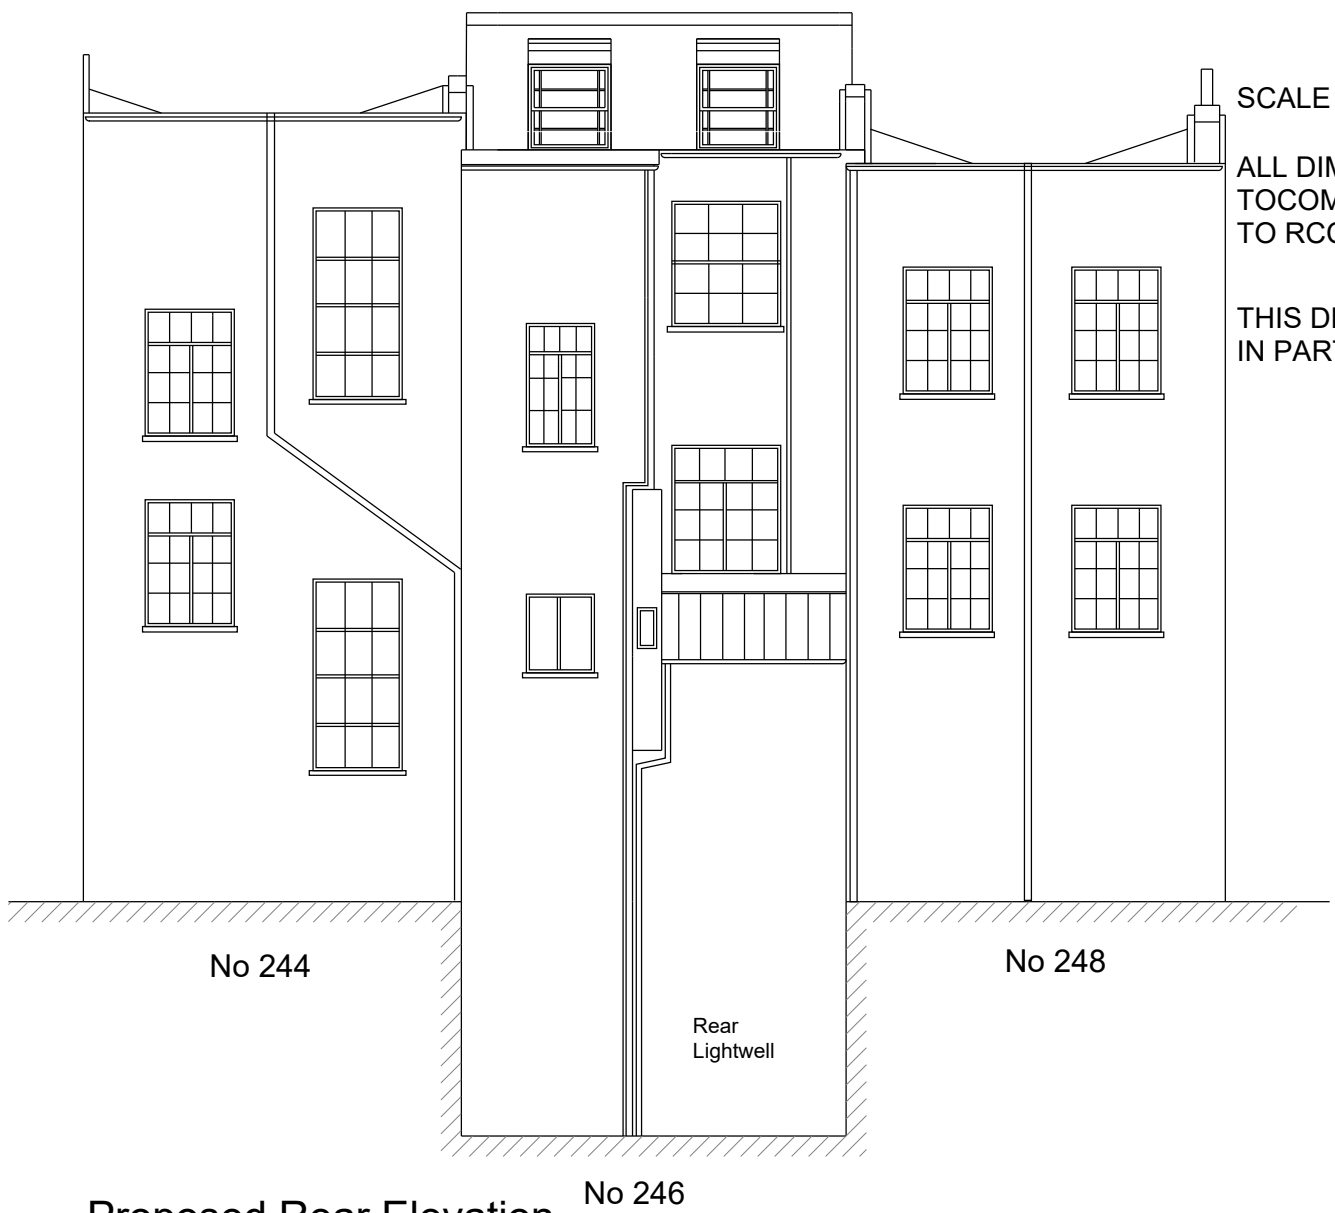 SCALE
ALL DIM
TOCOM
TO RCO
THIS
IN PART
No 244
No 248
Rear
Lightwell
No 246
Proposed Rear Elevation